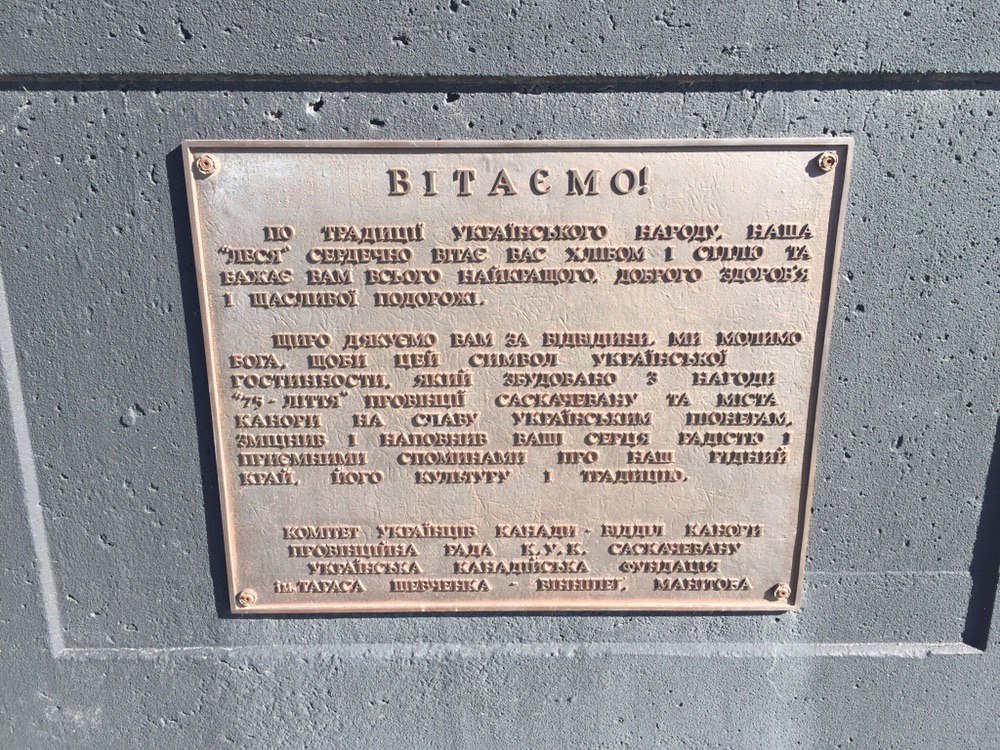 ВІТАЄМО!
ПО ТРАДИЦІЇ УКРАЇНСЬКОГО НАРОДУ, НАША
"ЛЕСЯ" СЕРДЕЧНО ВІТАЄ ВАС ХЛІБОМ І СІЛЛЮ ТА
БАЖАЄ ВАМ ВСЬОГО НАЙКРАЩОГО, ДОБРОГО ЗДОРОВ'Я
І ЩАСЛИВОЇ ПОДОРОЖІ.
ЩИРО ДЯКУЄМО ВАМ ЗА ВІДВІДИНИ. МИ МОЛИМО
БОГА, ЩОБИ ЦЕЙ СИМВОЛ УКРАЇНСЬКОЇ
ГОСТИННОСТИ, ЯКИЙ ЗБУДОВАНО З НАГОДИ
"75 - ЛІТТЯ" ПРОВІНЦІЇ САСКАЧЕВАНУ ТА МІСТА
КАНОРИ НА СЛАВУ УКРАЇНСЬКИМ ПІОНЕРАМ,
ЗМІЦНИВ І НАПОВНИВ ВАШІ СЕРЦЯ РАДІСТЮ І
ПРИЄМНИМИ СПОМИНАМИ ПРО НАШ РІДНИЙ
КРАЙ, ЙОГО КУЛЬТУРУ І ТРАДИЦІЮ.
КОМІТЕТ УКРАЇНЦІВ КАНАДИ - ВІДДІЛ КАНОРИ
ПРОВІНЦІЙНА РАДА К.У.К. САСКАЧЕВАНУ
УКРАЇНСЬКА КАНАДІЙСЬКА ФУНДАЦІЯ
ім. ТАРАСА ШЕВЧЕНКА - ВІННІПЕҐ, МАНІТОБА